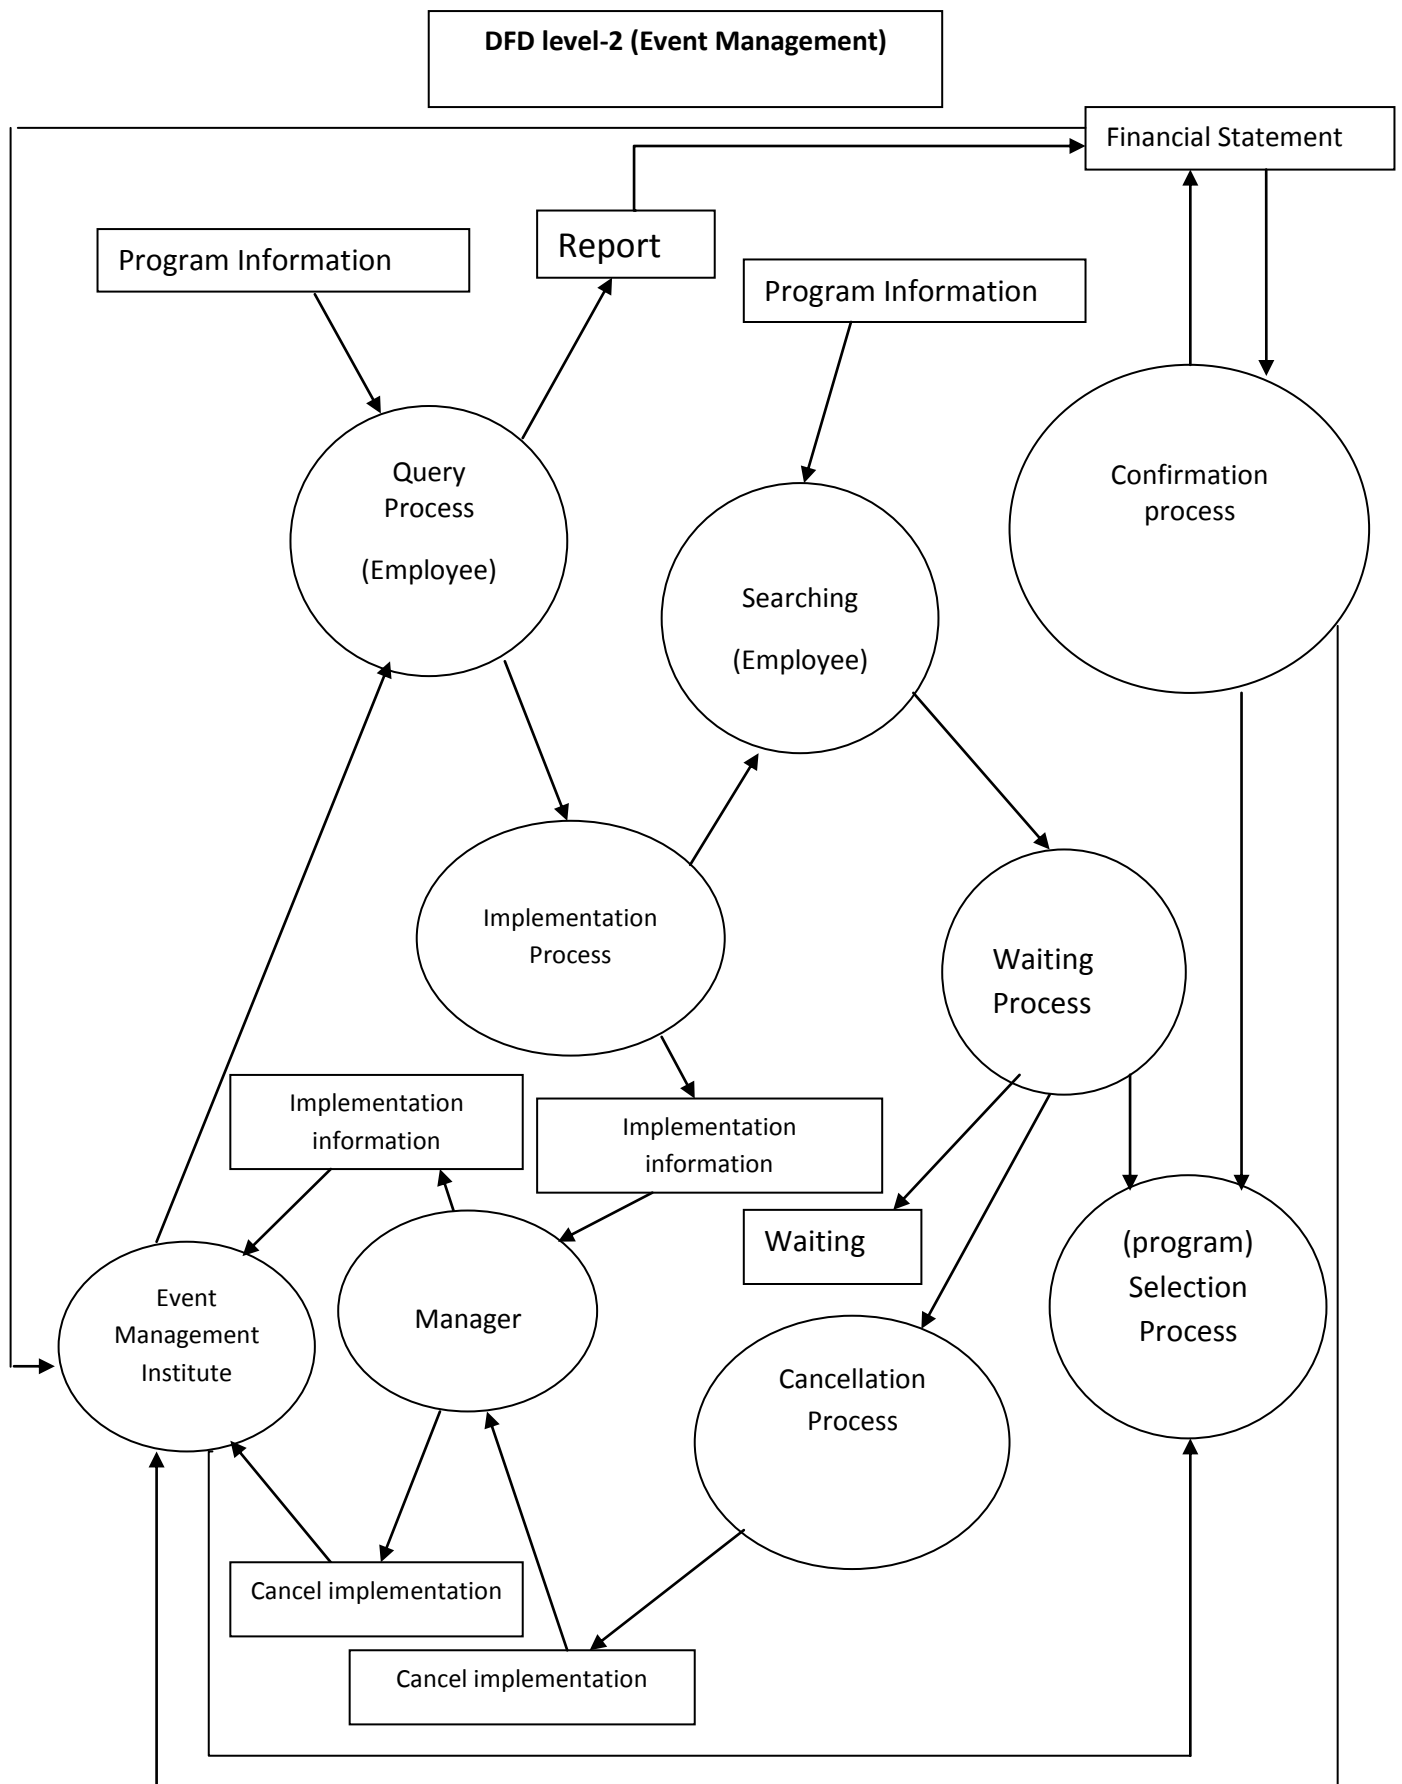 DFD level-2 (Event Management)
Financial Statement
Program Information
Report
Program Information
Query
Process
(Employee)
Confirmation
process
Searching
(Employee)
Implementation
Process
Waiting
Process
Implementation
information
Implementation
information
Waiting
(program)
Selection
Process
Event
Management
Institute
Manager
Cancellation
Process
Cancel implementation
Cancel implementation